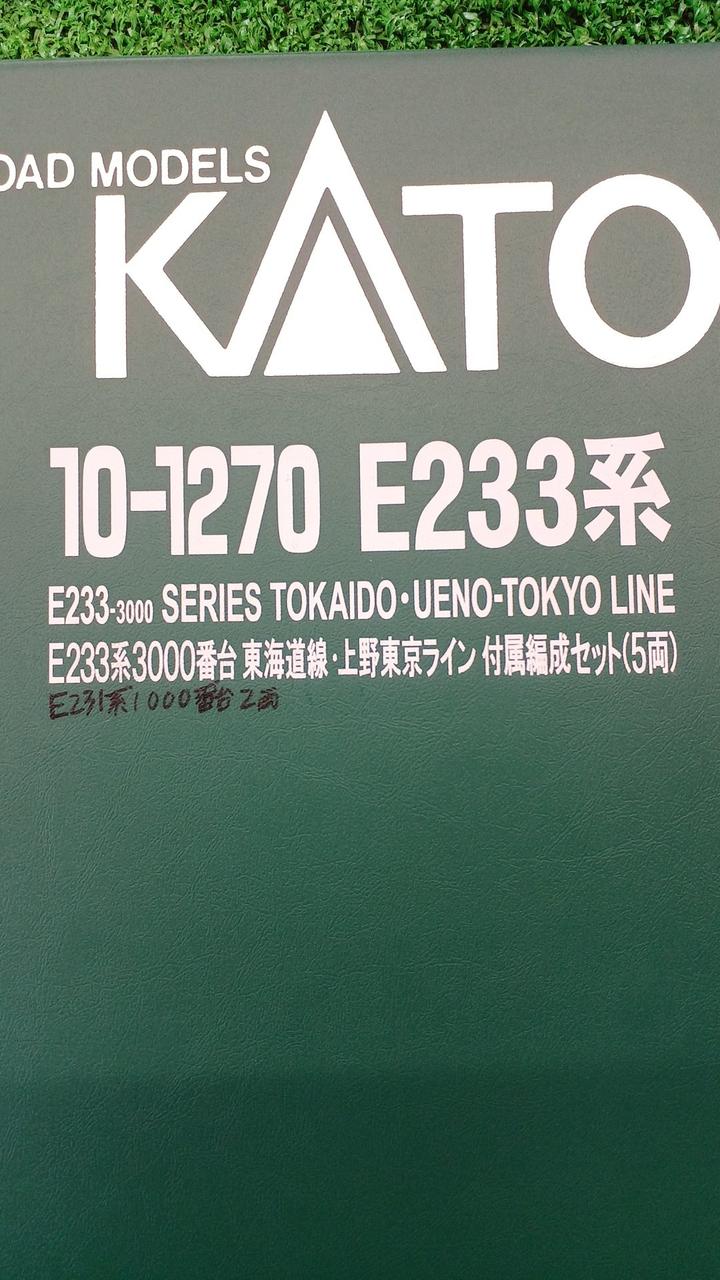 OAD MODELS
KATO
10-1270 E233系
E233-3000 SERIES TOKAIDO・UENO-TOKYO LINE
E233系3000番台 東海道線・上野東京ライン 付属編成セット(5両)
E231系1000番台2両